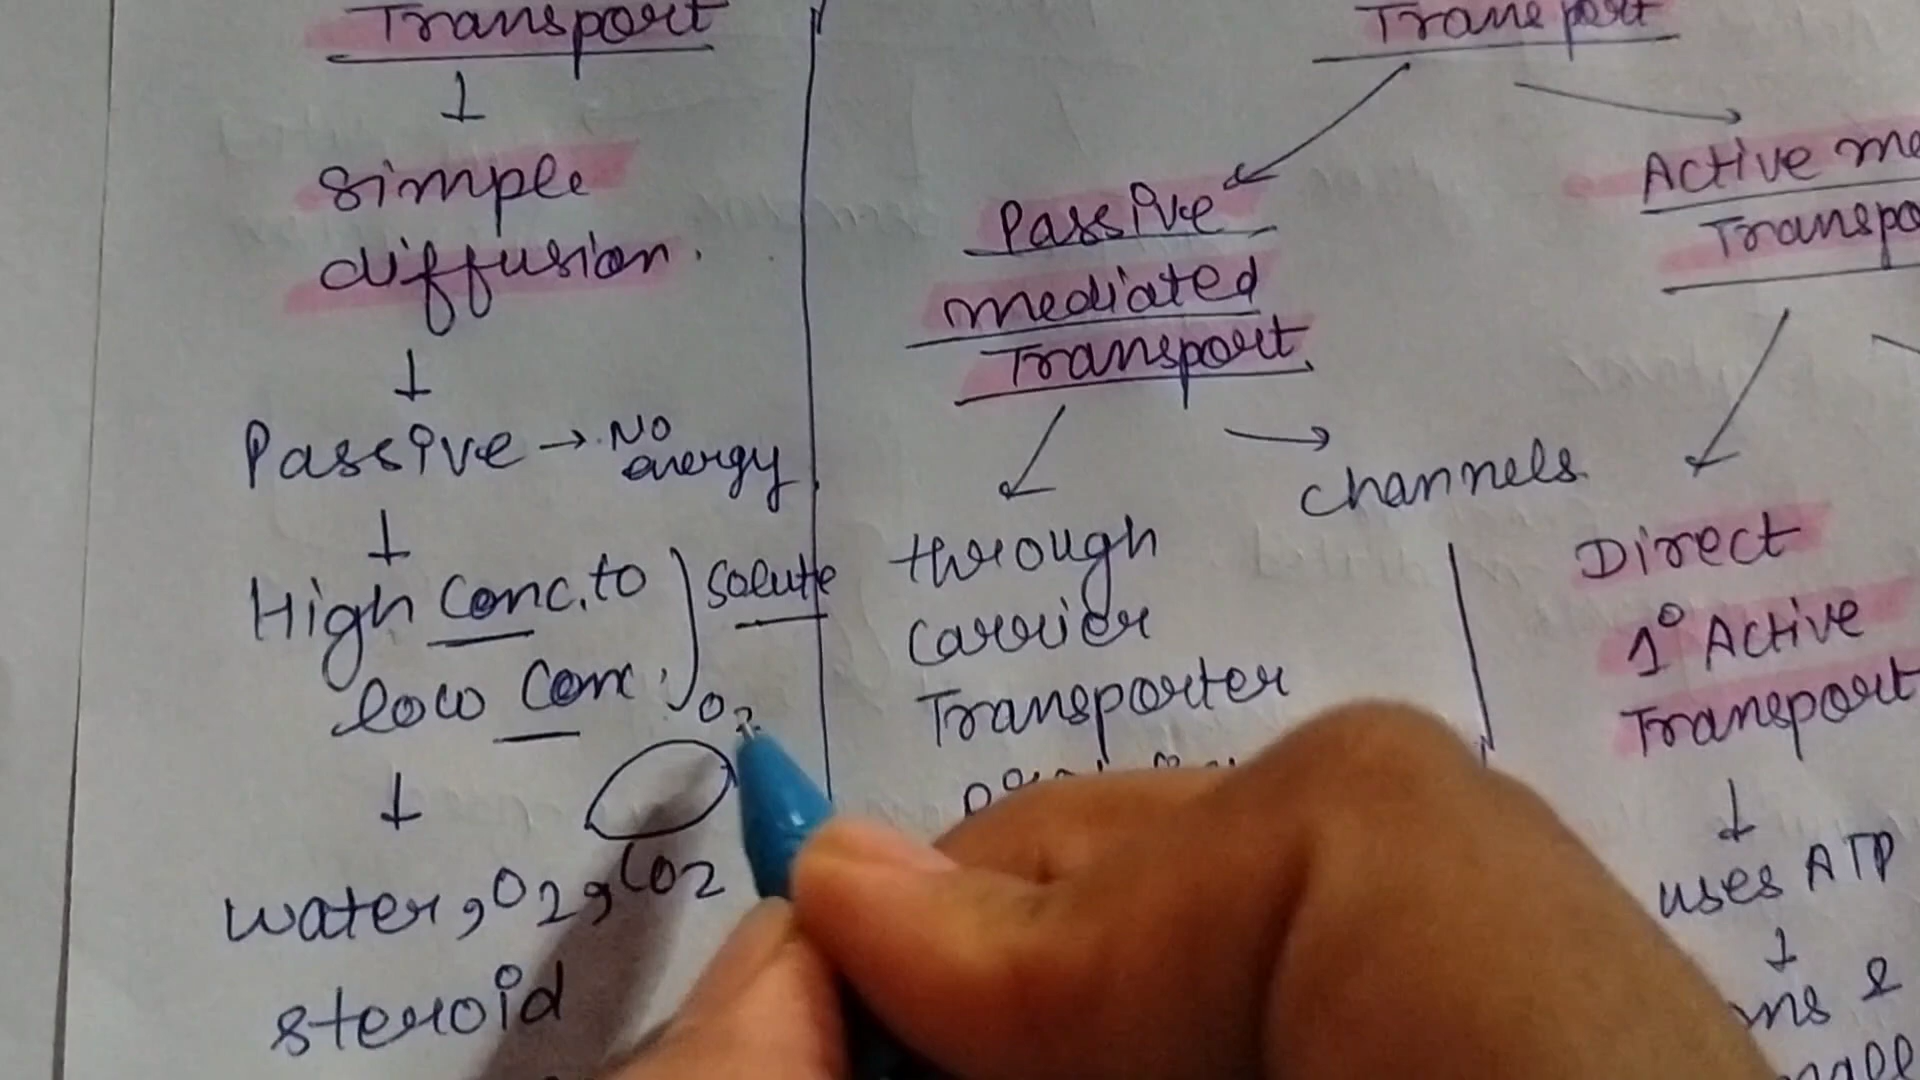 Transport
simple
diffusion.
Passive → No
energy
High Conc. to
low Conc.
solute
O2
water, O2, CO2
steroid
Transport
Passive
mediated
Transport.
through
carrier
Transporter
channels.
Active me
Transpo
Direct
1° Active
Transport
uses ATP
&